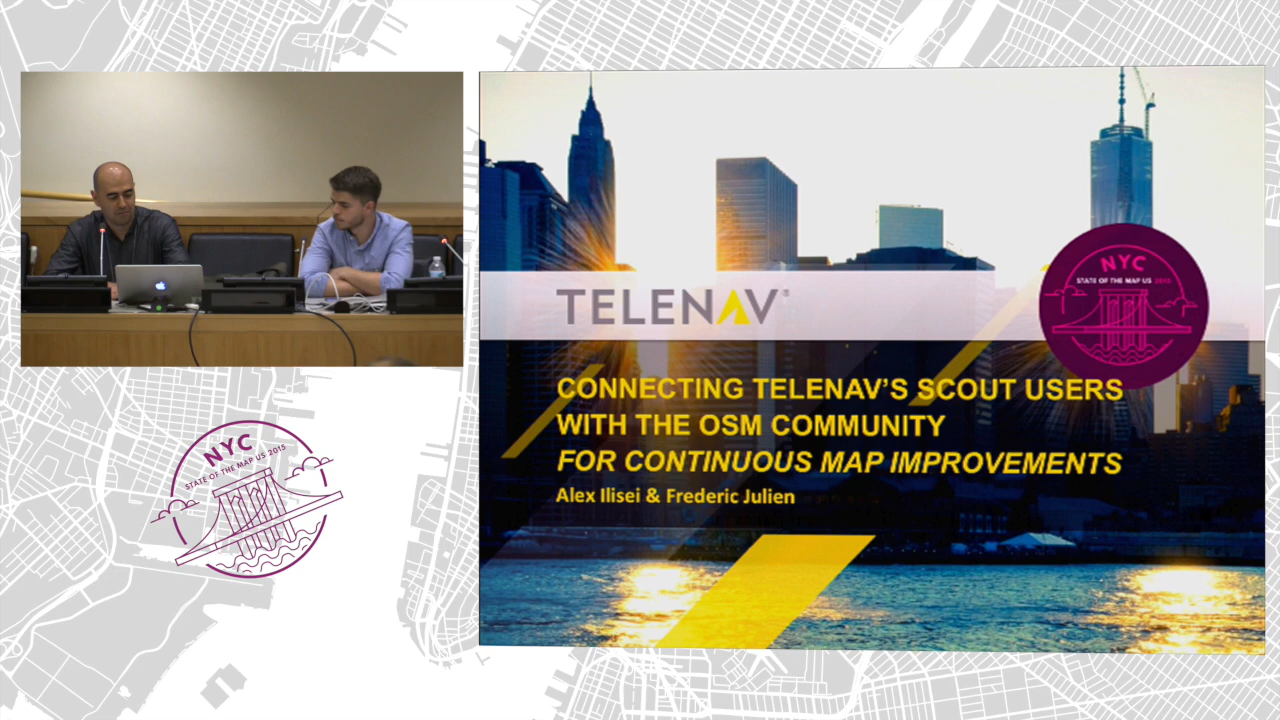 TELENAV®
NYC
STATE OF THE MAP US 2015
CONNECTING TELENAV'S SCOUT USERS
WITH THE OSM COMMUNITY
FOR CONTINUOUS MAP IMPROVEMENTS
Alex Ilisei & Frederic Julien
NYC
STATE OF THE MAP US 2015